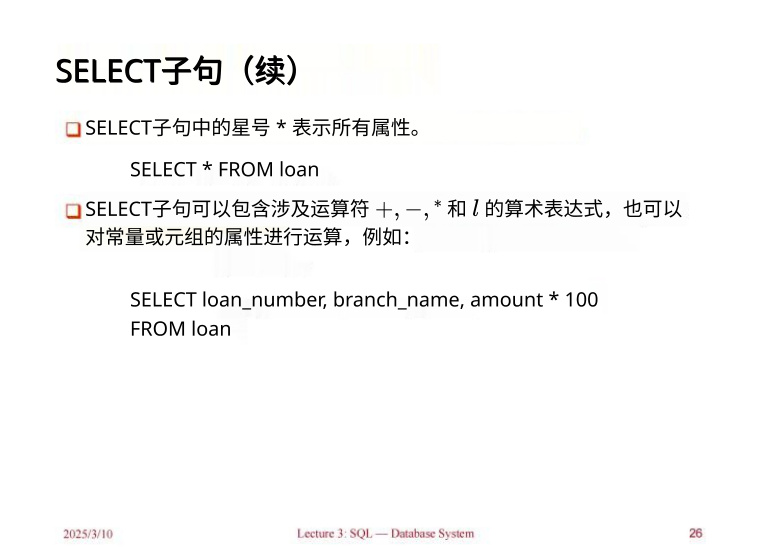 SELECT子句（续）
SELECT子句中的星号 * 表示所有属性。
SELECT * FROM loan
SELECT子句可以包含涉及运算符 +, −, * 和 l 的算术表达式，也可以
对常量或元组的属性进行运算，例如：
SELECT loan_number, branch_name, amount * 100
FROM loan
2025/3/10
Lecture 3: SQL — Database System
26